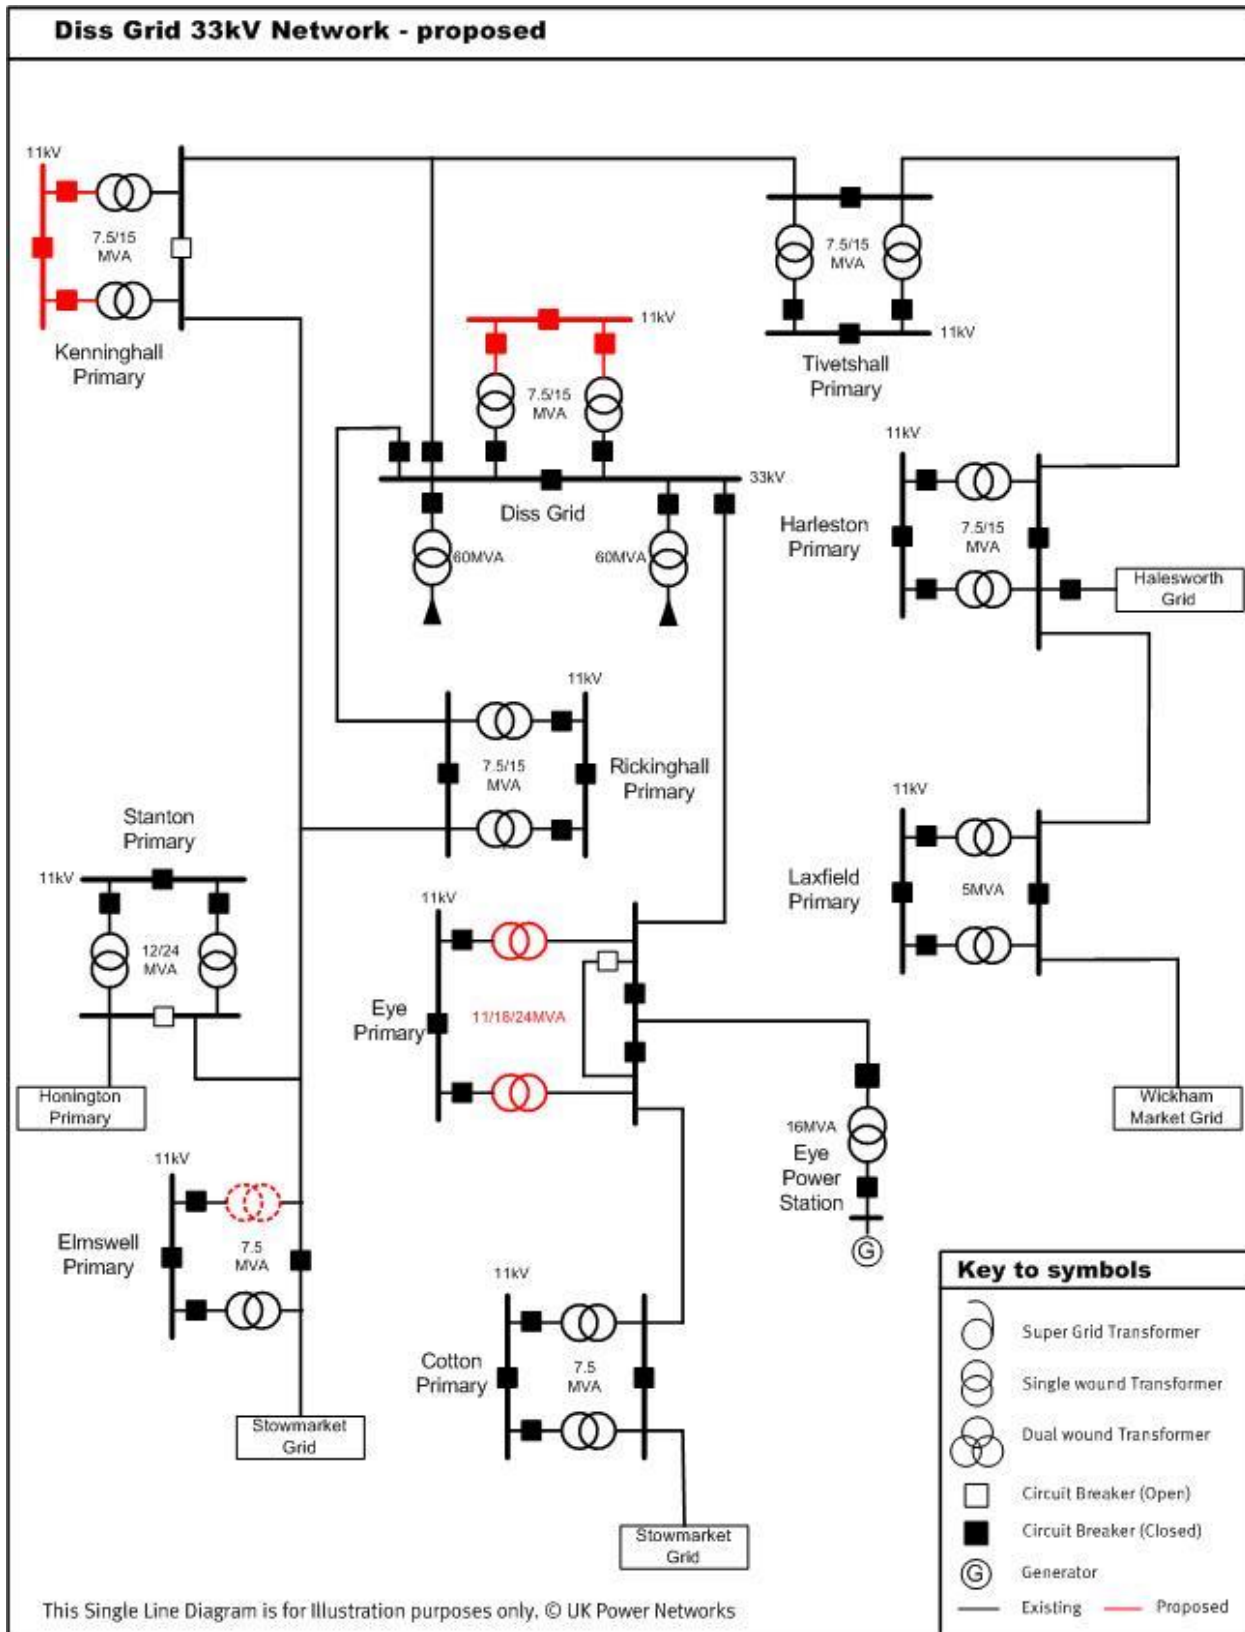 Diss Grid 33kV Network - proposed
11kV
7.5/15
MVA
Kenninghall
Primary
7.5/15
MVA
11kV
Tivetshall
Primary
11kV
7.5/15
MVA
33kV
Diss Grid
60MVA
60MVA
11kV
Harleston
Primary
7.5/15
MVA
Halesworth
Grid
11kV
7.5/15
MVA
Rickinghall
Primary
Stanton
Primary
11kV
12/24
MVA
Honington
Primary
11kV
Laxfield
Primary
5MVA
Wickham
Market Grid
11kV
Eye
Primary
11/18/24MVA
16MVA
Eye
Power
Station
G
11kV
Elmswell
Primary
7.5
MVA
Stowmarket
Grid
11kV
Cotton
Primary
7.5
MVA
Stowmarket
Grid
Key to symbols
Super Grid Transformer
Single wound Transformer
Dual wound Transformer
Circuit Breaker (Open)
Circuit Breaker (Closed)
G Generator
Existing Proposed
This Single Line Diagram is for Illustration purposes only. © UK Power Networks